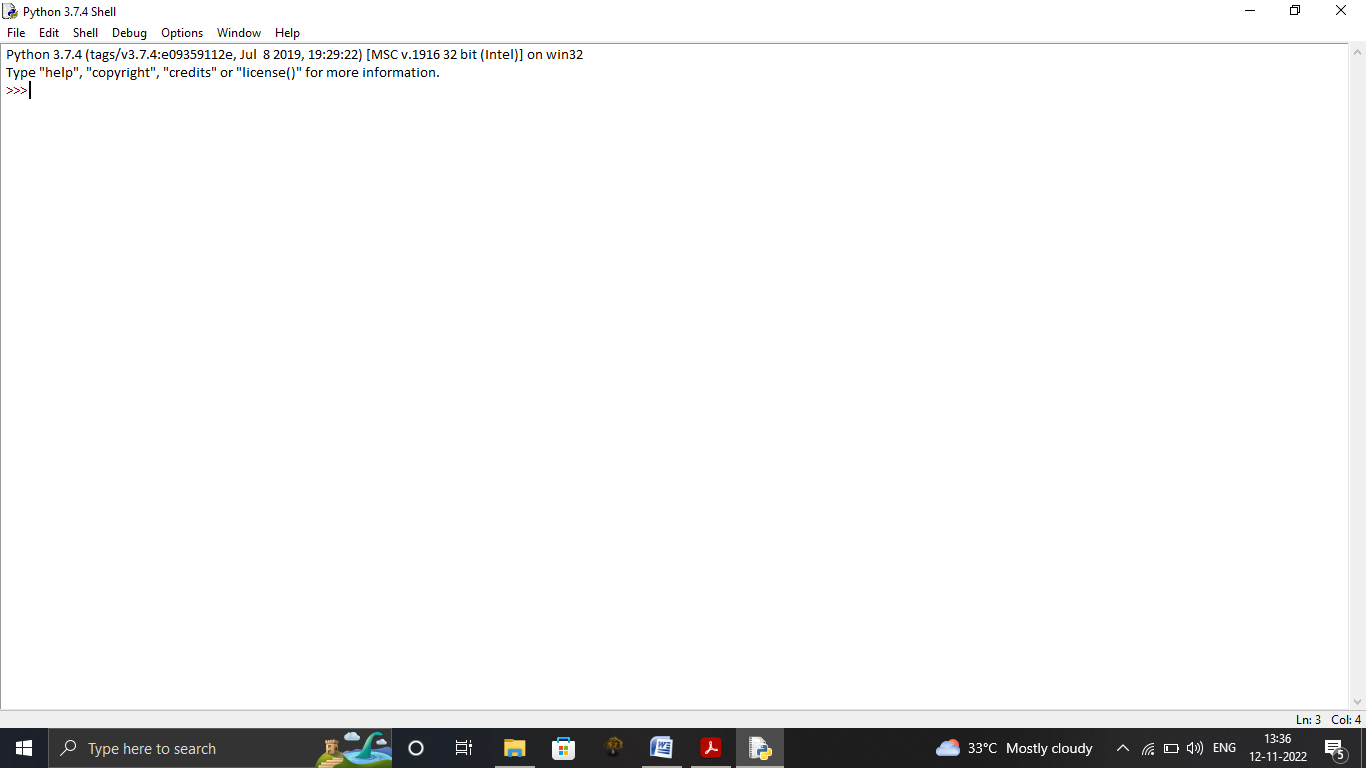 Python 3.7.4 Shell
File Edit Shell Debug Options Window Help
Python 3.7.4 (tags/v3.7.4:e09359112e, Jul  8 2019, 19:29:22) [MSC v.1916 32 bit (Intel)] on win32
Type "help", "copyright", "credits" or "license()" for more information.
>>>
Ln: 3 Col: 4
Type here to search
33°C Mostly cloudy
ENG
13:36
12-11-2022
5